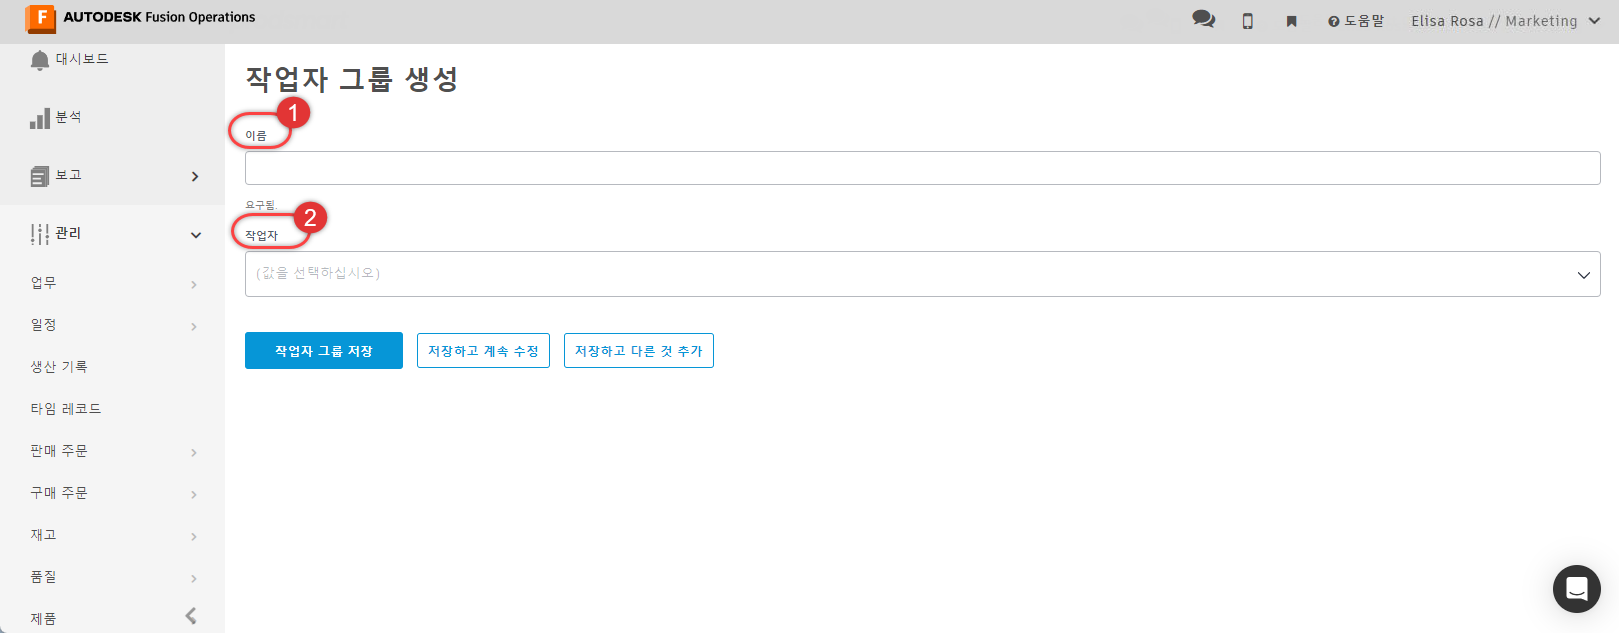 AUTODESK Fusion Operations
도움말
Elisa Rosa // Marketing
대시보드
분석
보고
관리
업무
일정
생산 기록
타임 레코드
판매 주문
구매 주문
재고
품질
제품
작업자 그룹 생성
1
이름
요구됨.
2
작업자
(값을 선택하십시오)
작업자 그룹 저장
저장하고 계속 수정
저장하고 다른 것 추가